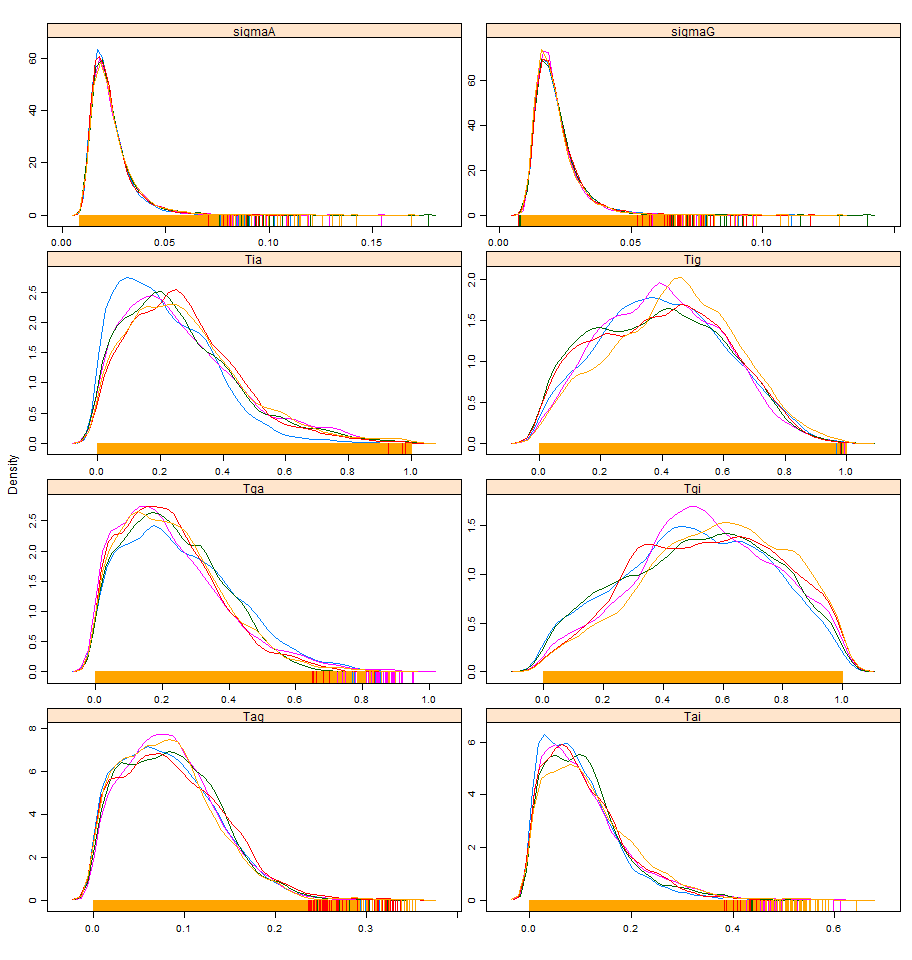 sigmaA
sigmaG
0 20 40 60
0 20 40 60
0.00 0.05 0.10 0.15
0.00 0.05 0.10
Tia
Tig
0.0 0.5 1.0 1.5 2.0 2.5
0.0 0.5 1.0 1.5 2.0
0.0 0.2 0.4 0.6 0.8 1.0
0.0 0.2 0.4 0.6 0.8 1.0
Density
Tga
Tgi
0.0 0.5 1.0 1.5 2.0 2.5
0.0 0.5 1.0 1.5
0.0 0.2 0.4 0.6 0.8 1.0
0.0 0.2 0.4 0.6 0.8 1.0
Tag
Tai
0 2 4 6 8
0 2 4 6
0.0 0.1 0.2 0.3
0.0 0.2 0.4 0.6